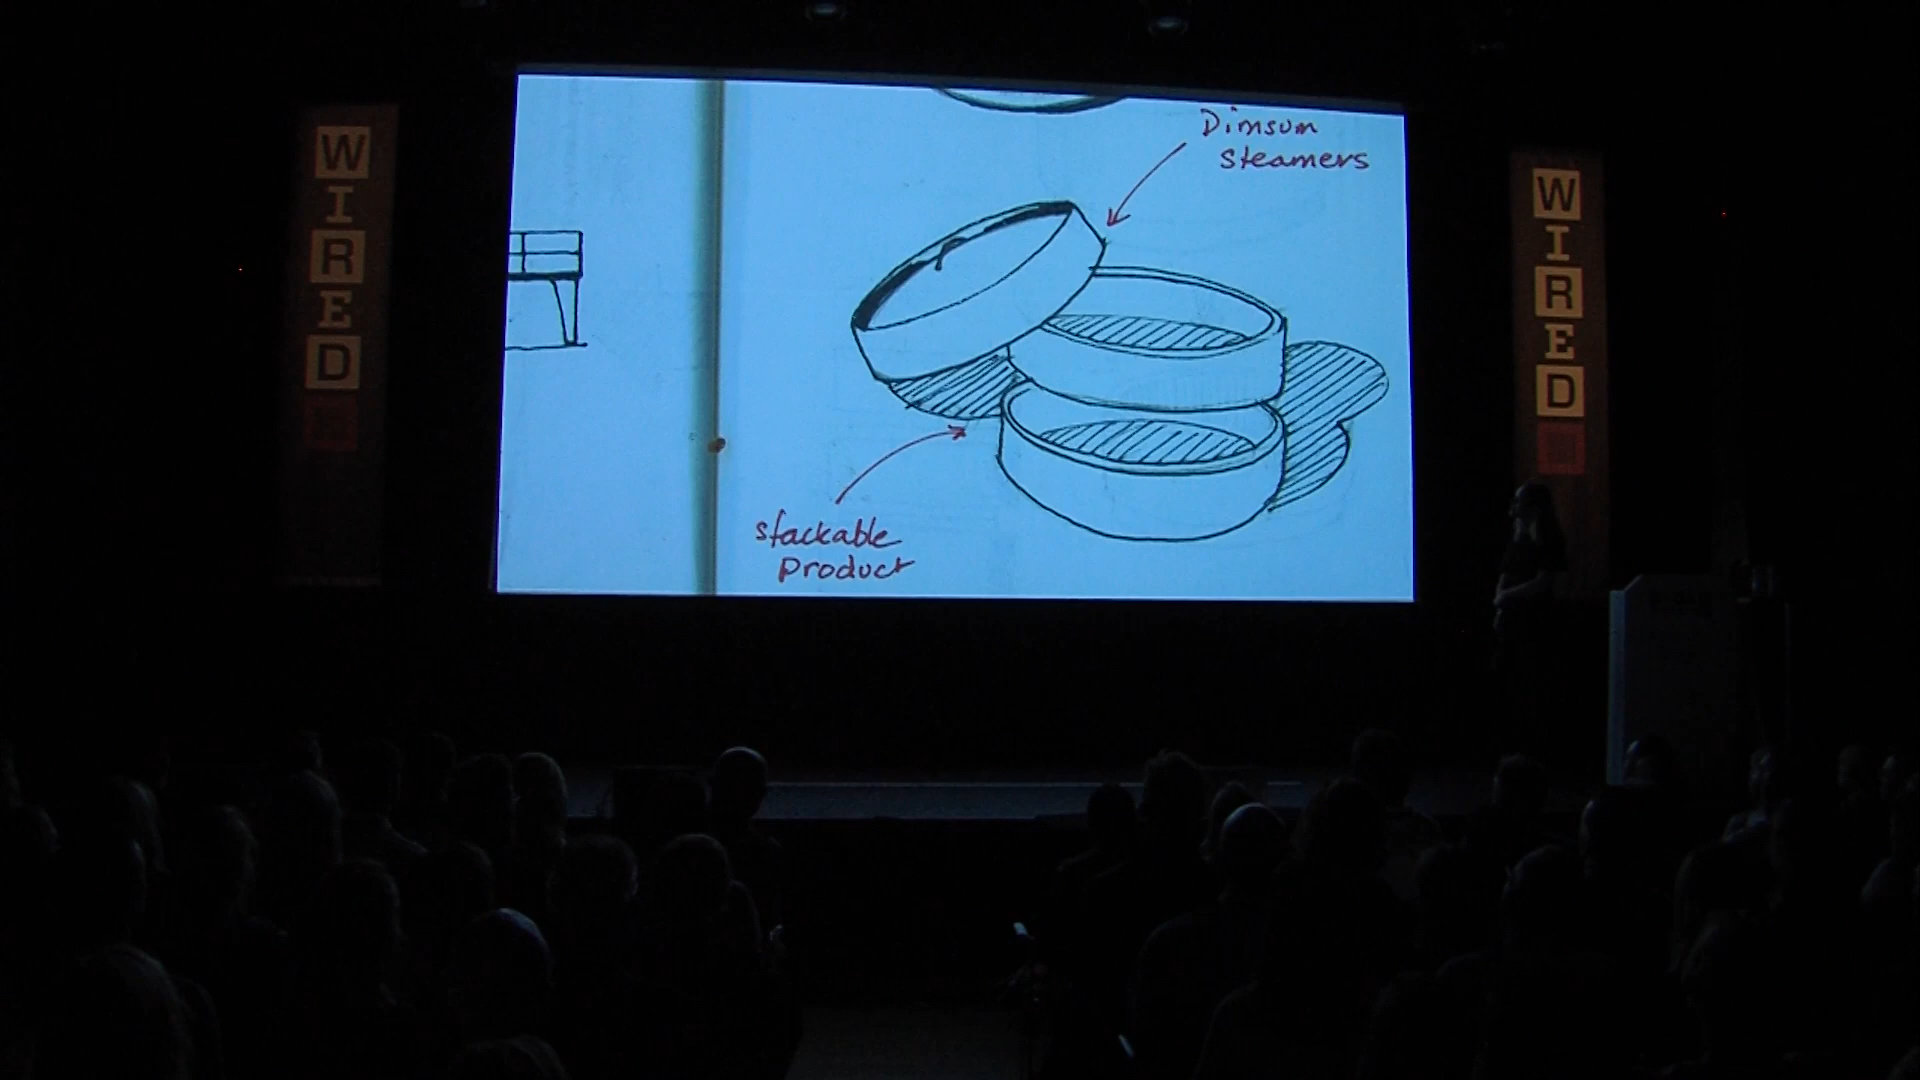 WIRED
Dimsum
Steamers
stackable
product
WIRED